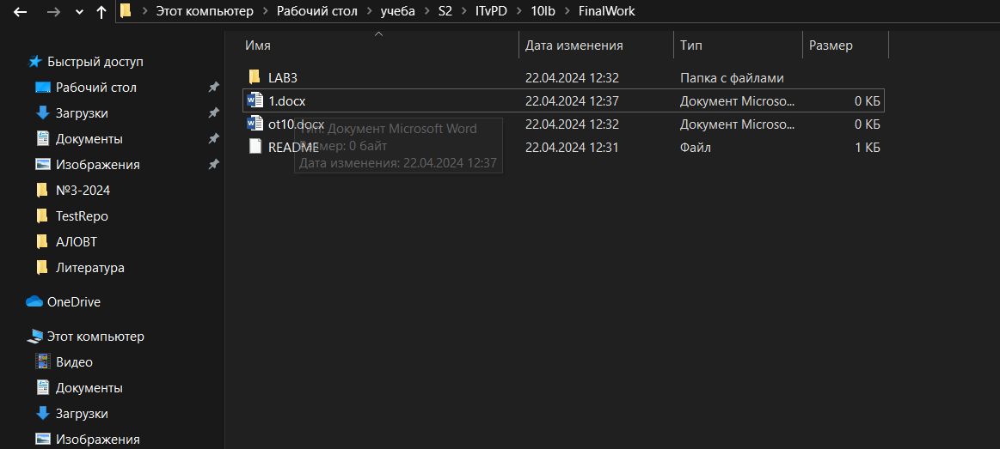 Этот компьютер > Рабочий стол > учеба > S2 > ITvPD > 10lb > FinalWork
Имя Дата изменения Тип Размер
Быстрый доступ
Рабочий стол
Загрузки
Документы
Изображения
№3-2024
TestRepo
АЛОВТ
Литература
OneDrive
Этот компьютер
Видео
Документы
Загрузки
Изображения
LAB3 22.04.2024 12:32 Папка с файлами
1.docx 22.04.2024 12:37 Документ Microso... 0 КБ
ot10.docx 22.04.2024 12:32 Документ Microso... 0 КБ
README 22.04.2024 12:31 Файл 1 КБ
Тип: Документ Microsoft Word
Размер: 0 байт
Дата изменения: 22.04.2024 12:37